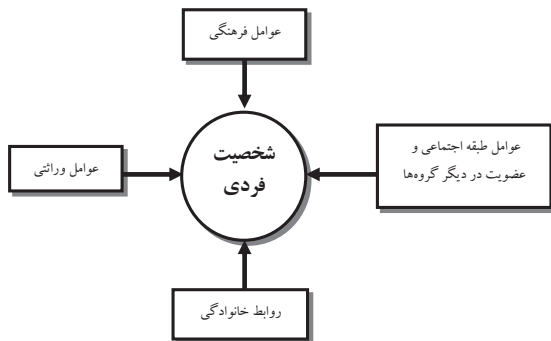 عوامل فرهنگی
عوامل طبقه اجتماعی و
عضویت در دیگر گروه‌ها
شخصیت
فردی
عوامل وراثتی
روابط خانوادگی